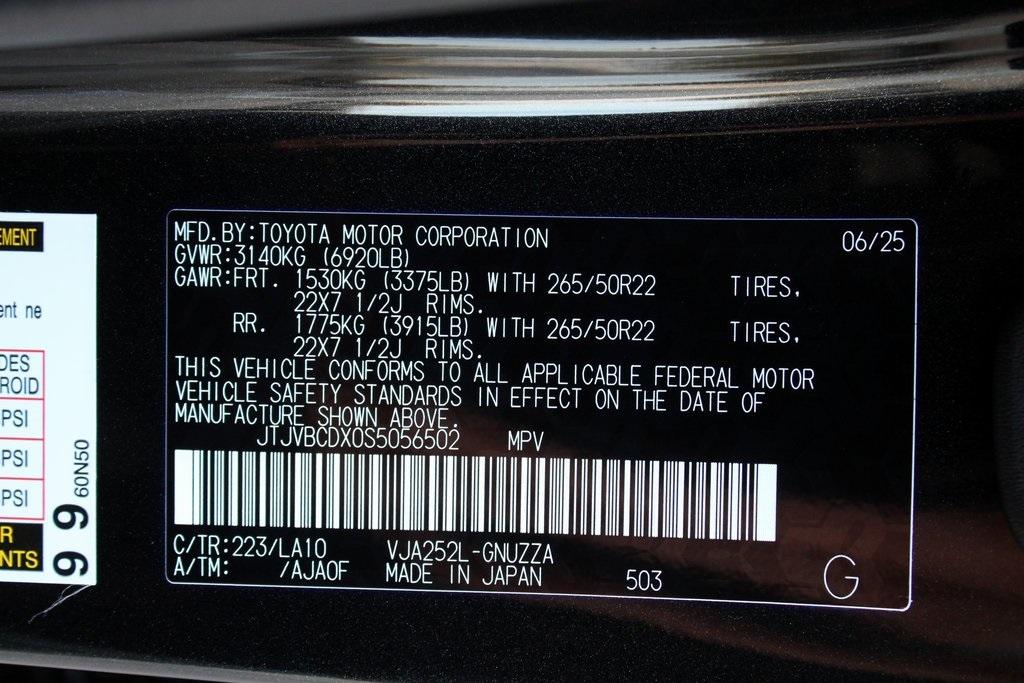 MFD.BY:TOYOTA MOTOR CORPORATION 06/25
GVWR:3140KG (6920LB)
GAWR:FRT. 1530KG (3375LB) WITH 265/50R22 TIRES,
22X7 1/2J RIMS.
RR. 1775KG (3915LB) WITH 265/50R22 TIRES,
22X7 1/2J RIMS.
THIS VEHICLE CONFORMS TO ALL APPLICABLE FEDERAL MOTOR
VEHICLE SAFETY STANDARDS IN EFFECT ON THE DATE OF
MANUFACTURE SHOWN ABOVE.
JTJVBCDX0S5056502 MPV
C/TR:223/LA10 VJA252L-GNUZZA
A/TM: /AJA0F MADE IN JAPAN 503 G
EMENT
ent ne
DES
ROID
PSI
PSI
PSI
R
NTS
99 60N50